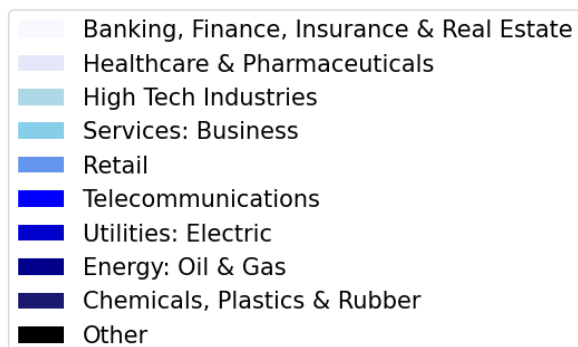 Banking, Finance, Insurance & Real Estate
Healthcare & Pharmaceuticals
High Tech Industries
Services: Business
Retail
Telecommunications
Utilities: Electric
Energy: Oil & Gas
Chemicals, Plastics & Rubber
Other